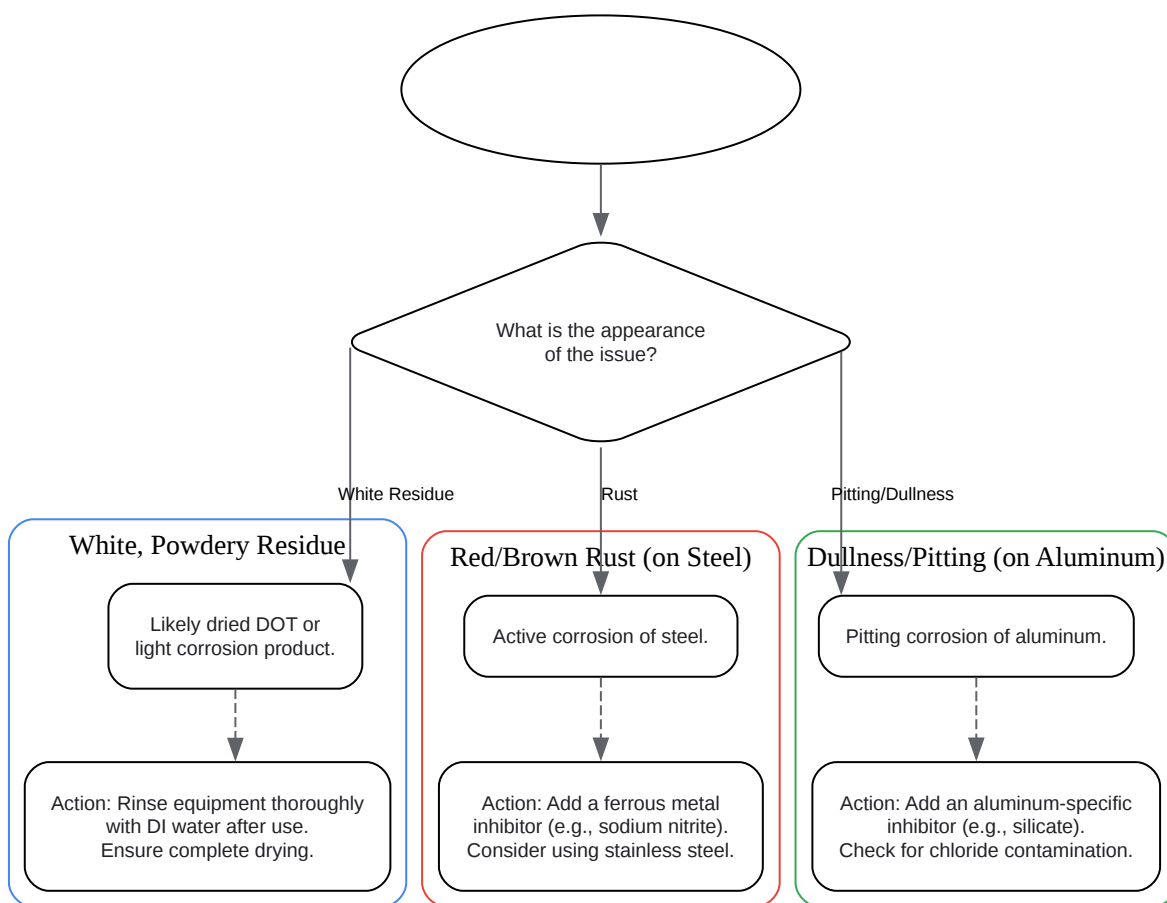 What is the appearance
of the issue?
White Residue
Rust
Pitting/Dullness
White, Powdery Residue
Likely dried DOT or
light corrosion product.
Action: Rinse equipment thoroughly
with DI water after use.
Ensure complete drying.
Red/Brown Rust (on Steel)
Active corrosion of steel.
Action: Add a ferrous metal
inhibitor (e.g., sodium nitrite).
Consider using stainless steel.
Dullness/Pitting (on Aluminum)
Pitting corrosion of aluminum.
Action: Add an aluminum-specific
inhibitor (e.g., silicate).
Check for chloride contamination.